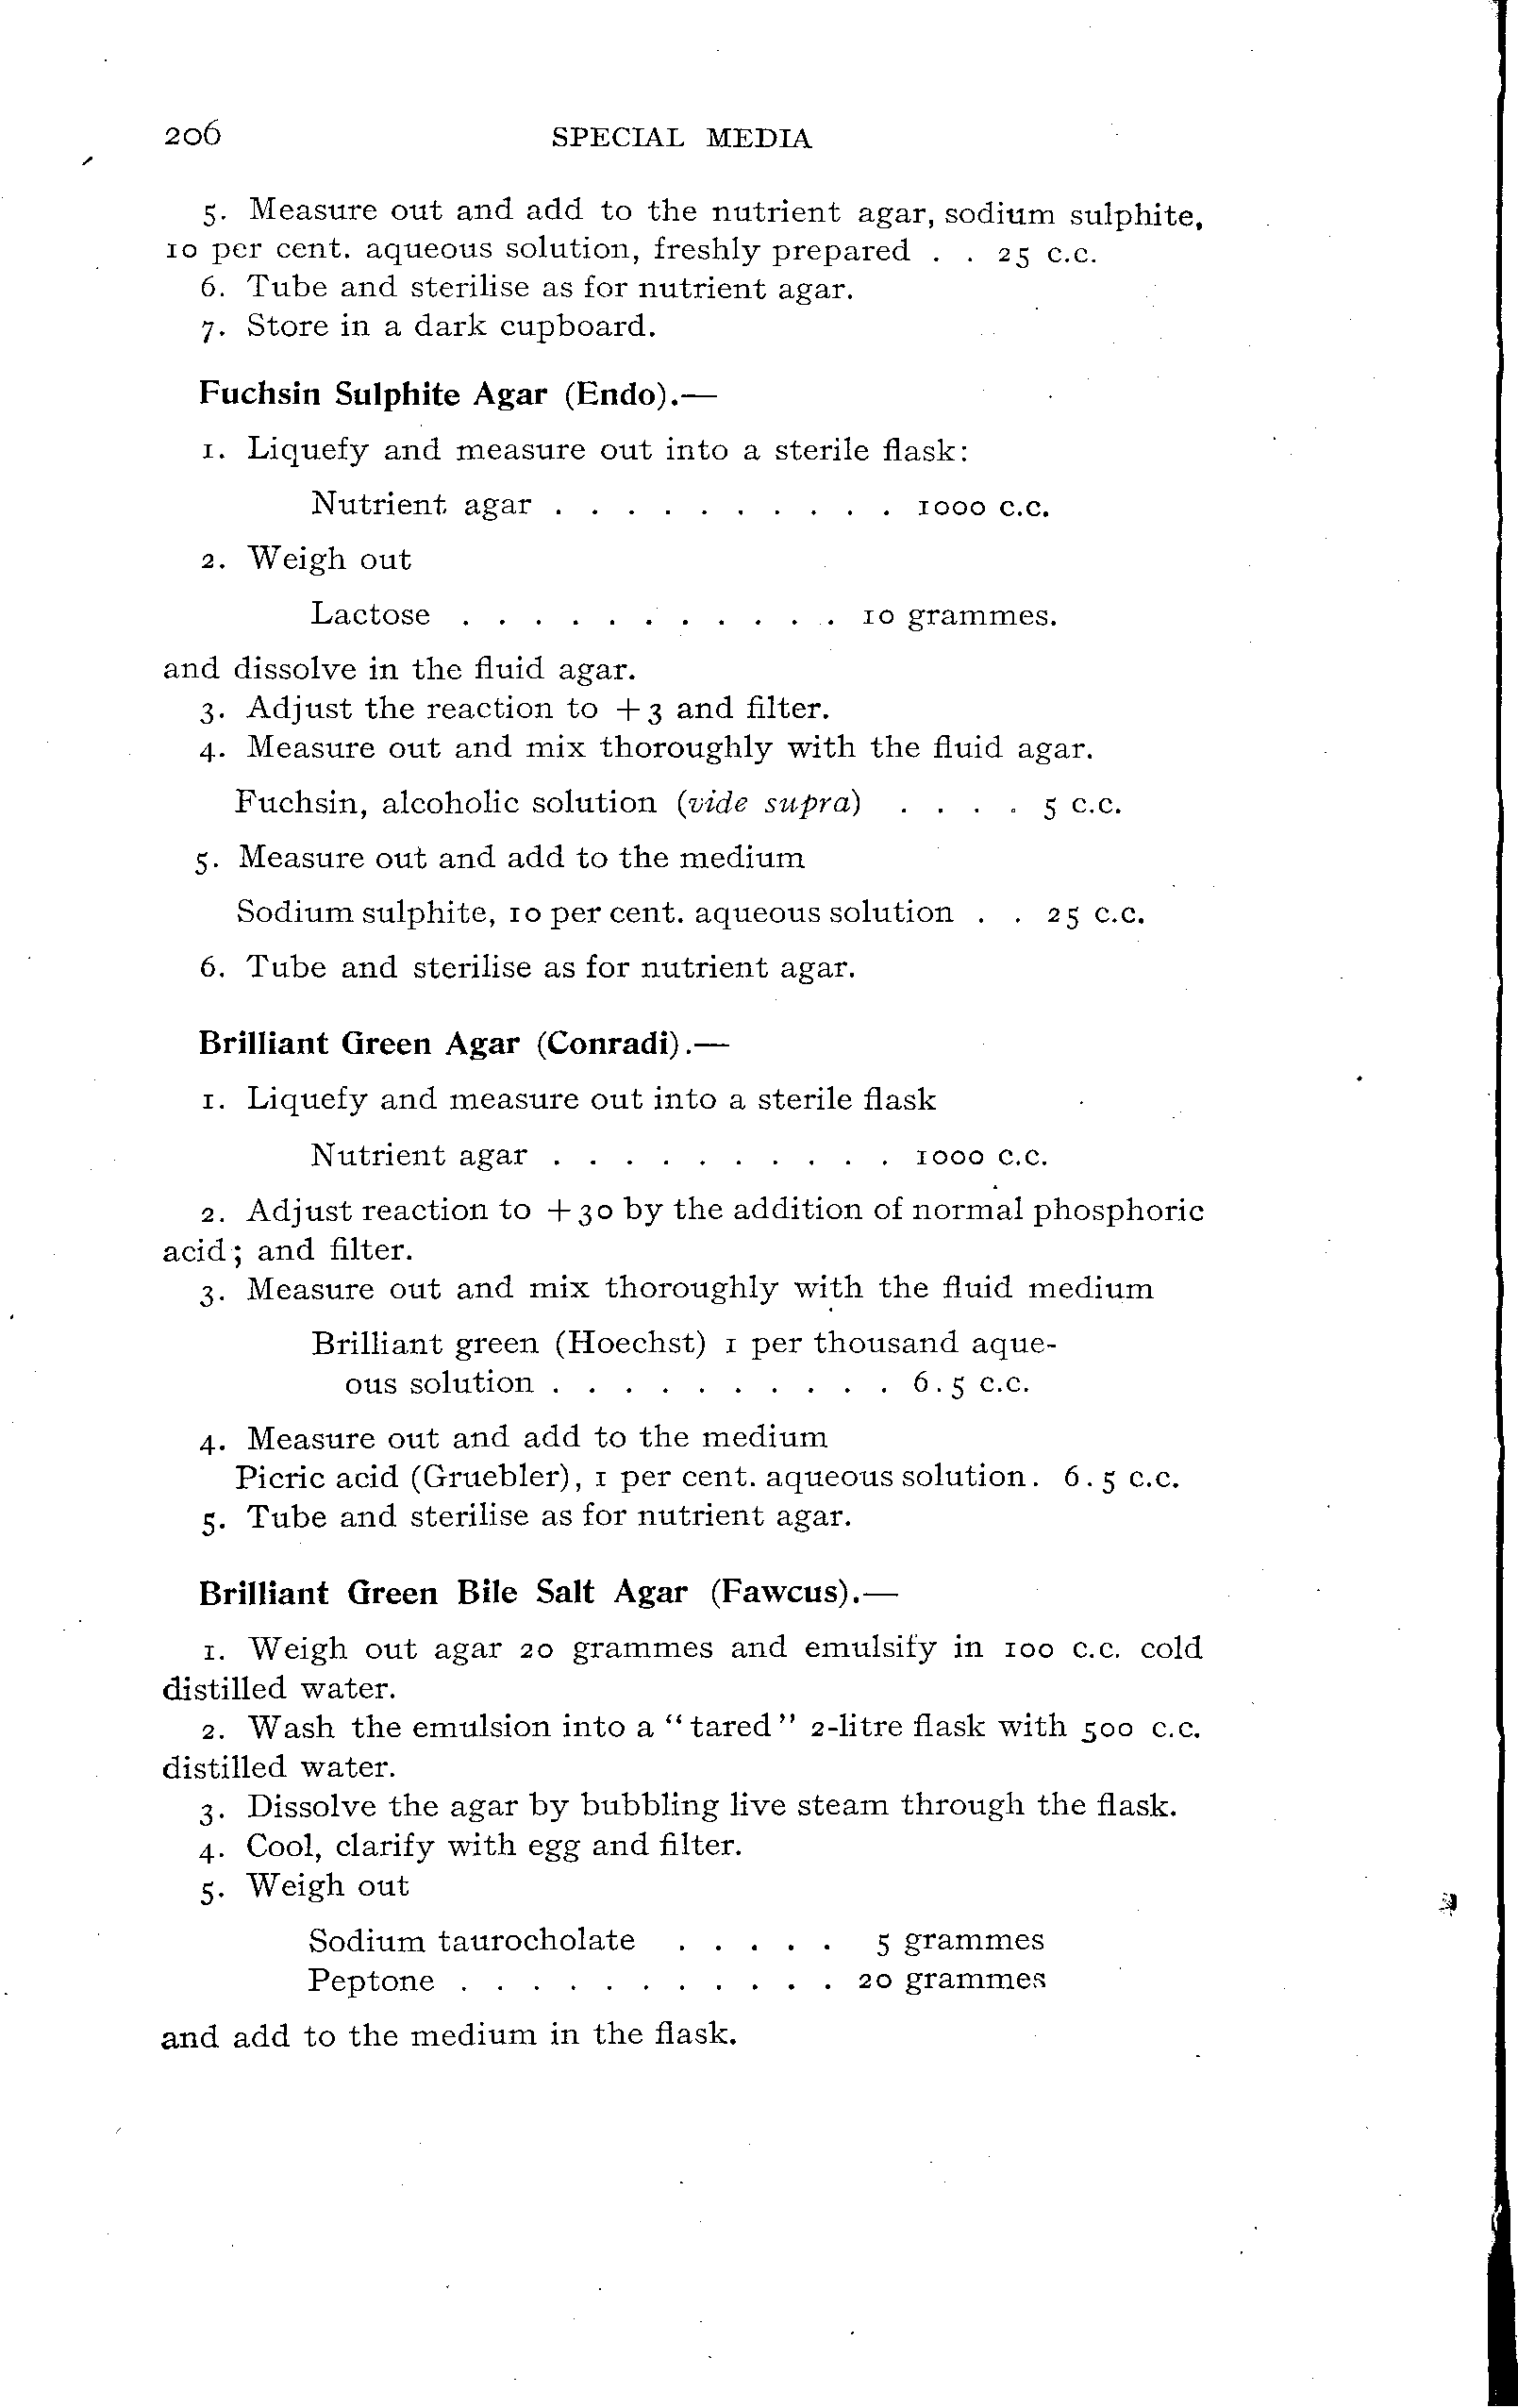 206 SPECIAL MEDIA
5. Measure out and add to the nutrient agar, sodium sulphite,
10 per cent. aqueous solution, freshly prepared . . 25 c.c.
6. Tube and sterilise as for nutrient agar.
7. Store in a dark cupboard.
Fuchsin Sulphite Agar (Endo).—
1. Liquefy and measure out into a sterile flask:
Nutrient agar . . . . . . . . . . 1000 c.c.
2. Weigh out
Lactose . . . . . . . . . . . 10 grammes.
and dissolve in the fluid agar.
3. Adjust the reaction to +3 and filter.
4. Measure out and mix thoroughly with the fluid agar.
Fuchsin, alcoholic solution (vide supra) . . . . 5 c.c.
5. Measure out and add to the medium
Sodium sulphite, 10 per cent. aqueous solution . . 25 c.c.
6. Tube and sterilise as for nutrient agar.
Brilliant Green Agar (Conradi).—
1. Liquefy and measure out into a sterile flask
Nutrient agar . . . . . . . . . . 1000 c.c.
2. Adjust reaction to +30 by the addition of normal phosphoric
acid; and filter.
3. Measure out and mix thoroughly with the fluid medium
Brilliant green (Hoechst) 1 per thousand aque-
ous solution . . . . . . . . . . 6.5 c.c.
4. Measure out and add to the medium
Picric acid (Gruebler), 1 per cent. aqueous solution. 6.5 c.c.
5. Tube and sterilise as for nutrient agar.
Brilliant Green Bile Salt Agar (Fawcus).—
1. Weigh out agar 20 grammes and emulsify in 100 c.c. cold
distilled water.
2. Wash the emulsion into a "tared" 2-litre flask with 500 c.c.
distilled water.
3. Dissolve the agar by bubbling live steam through the flask.
4. Cool, clarify with egg and filter.
5. Weigh out
Sodium taurocholate . . . . . 5 grammes
Peptone . . . . . . . . . . . 20 grammes
and add to the medium in the flask.